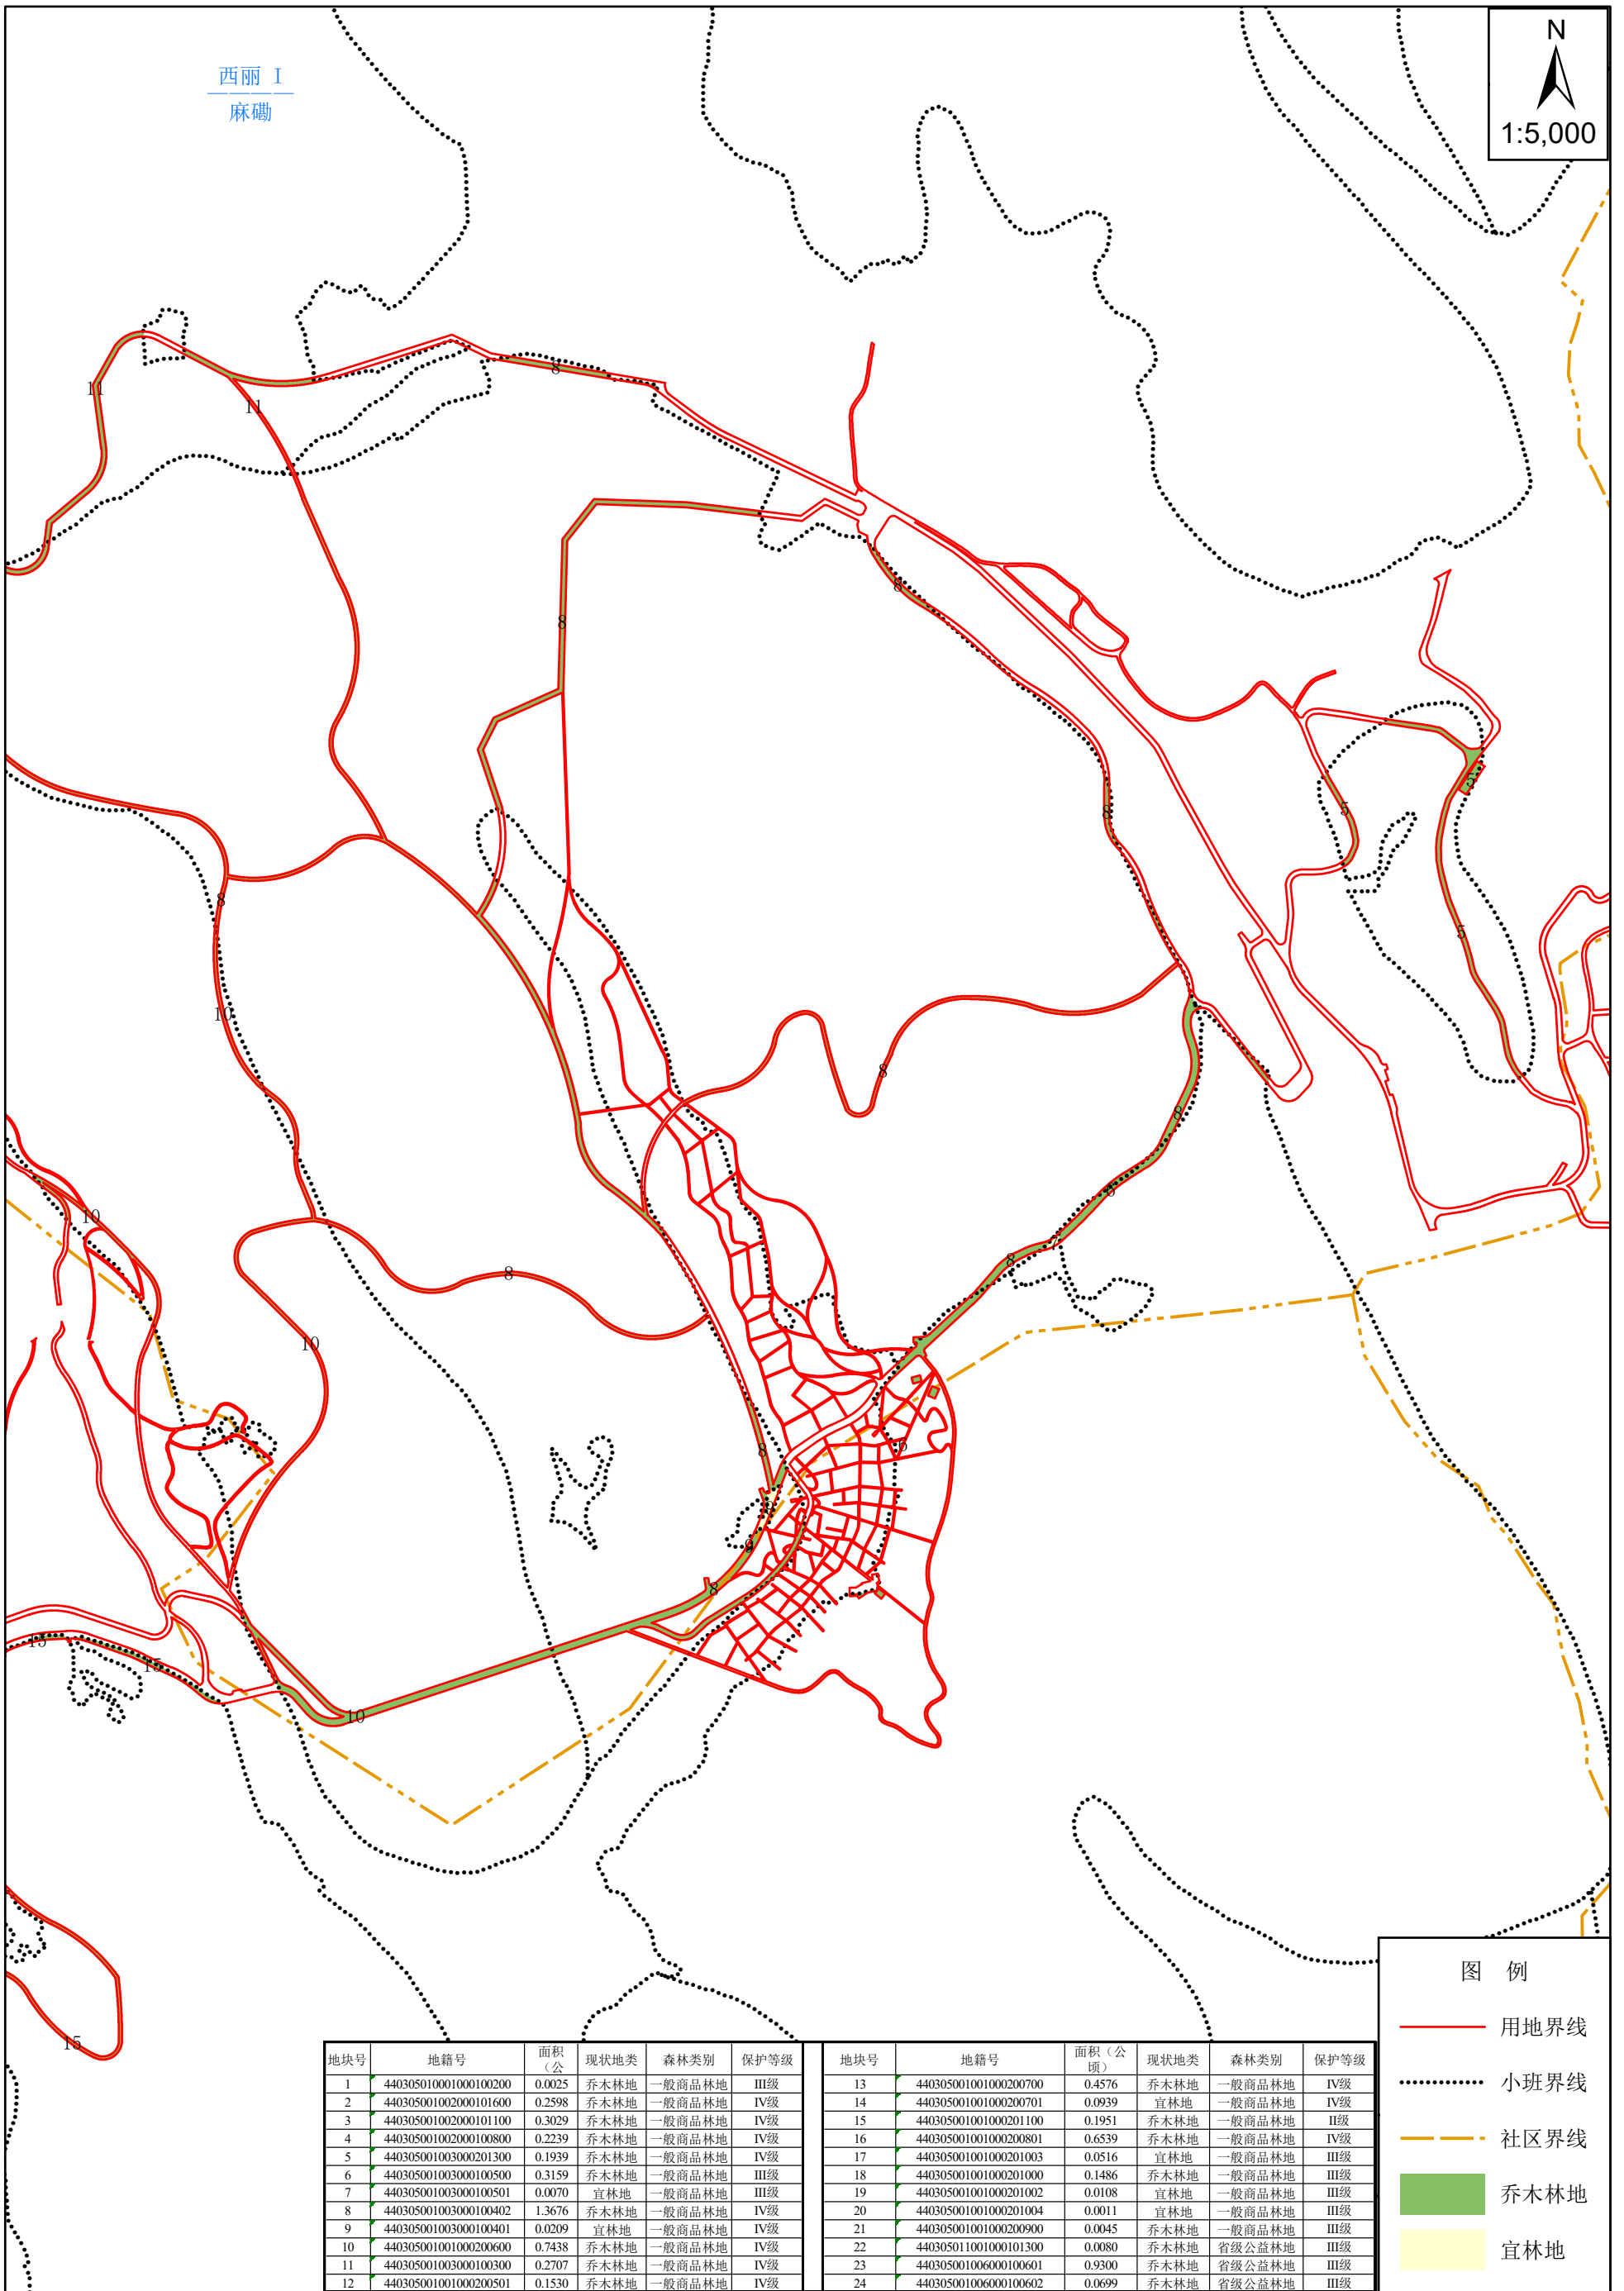 西丽 I
麻磡
N
1:5,000
8
11
11
8
8
5
8
5
8
5
10
8
8
6
10
7
8
8
10
8
6
8
9
8
15
15
10
15
图 例
用地界线
小班界线
社区界线
乔木林地
宜林地
地块号 地籍号 面积（公 现状地类 森林类别 保护等级
1 440305010001000100200 0.0025 乔木林地 一般商品林地 III级
2 440305001002000101600 0.2598 乔木林地 一般商品林地 IV级
3 440305001002000101100 0.3029 乔木林地 一般商品林地 IV级
4 440305001002000100800 0.2239 乔木林地 一般商品林地 IV级
5 440305001003000201300 0.1939 乔木林地 一般商品林地 IV级
6 440305001003000100500 0.3159 乔木林地 一般商品林地 III级
7 440305001003000100501 0.0070 宜林地 一般商品林地 III级
8 440305001003000100402 1.3676 乔木林地 一般商品林地 IV级
9 440305001003000100401 0.0209 宜林地 一般商品林地 IV级
10 440305001001000200600 0.7438 乔木林地 一般商品林地 IV级
11 440305001003000100300 0.2707 乔木林地 一般商品林地 IV级
12 440305001001000200501 0.1530 乔木林地 一般商品林地 IV级
地块号 地籍号 面积（公顷） 现状地类 森林类别 保护等级
13 440305001001000200700 0.4576 乔木林地 一般商品林地 IV级
14 440305001001000200701 0.0939 宜林地 一般商品林地 IV级
15 440305001001000201100 0.1951 乔木林地 一般商品林地 II级
16 440305001001000200801 0.6539 乔木林地 一般商品林地 IV级
17 440305001001000201003 0.0516 宜林地 一般商品林地 III级
18 440305001001000201000 0.1486 乔木林地 一般商品林地 III级
19 440305001001000201002 0.0108 宜林地 一般商品林地 III级
20 440305001001000201004 0.0011 宜林地 一般商品林地 III级
21 440305001001000200900 0.0045 乔木林地 一般商品林地 III级
22 440305011001000101300 0.0080 乔木林地 省级公益林地 III级
23 440305001006000100601 0.9300 乔木林地 省级公益林地 III级
24 440305001006000100602 0.0699 乔木林地 省级公益林地 III级